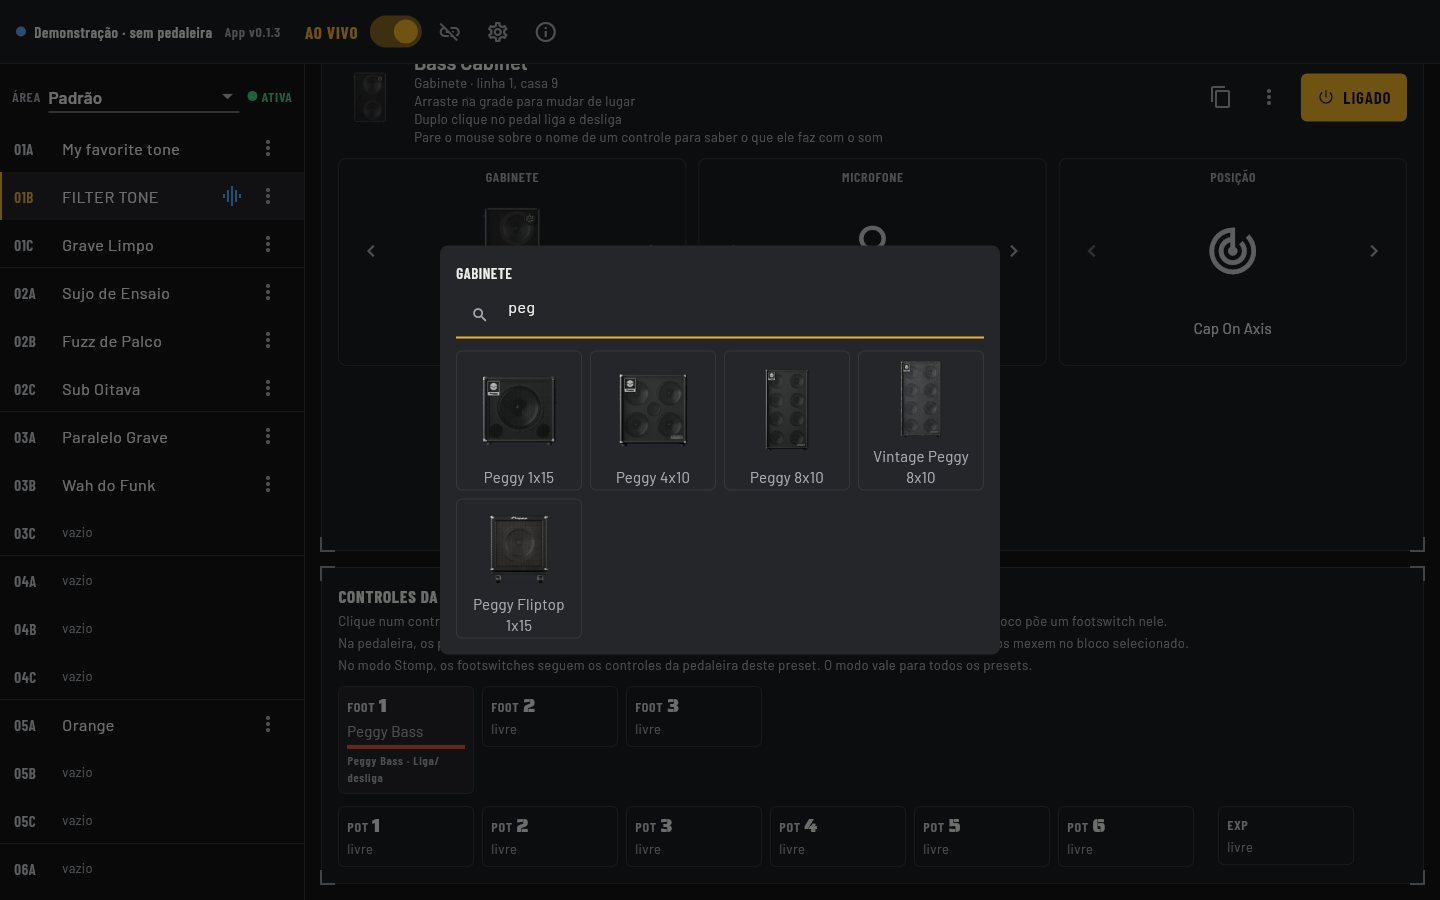 Demonstração · sem pedaleira App v0.1.3 AO VIVO
ÁREA Padrão ATIVA
01A My favorite tone
01B FILTER TONE
01C Grave Limpo
02A Sujo de Ensaio
02B Fuzz de Palco
02C Sub Oitava
03A Paralelo Grave
03B Wah do Funk
03C vazio
04A vazio
04B vazio
04C vazio
05A Orange
05B vazio
05C vazio
06A vazio
Bass Cabinet
Gabinete · linha 1, casa 9
Arraste na grade para mudar de lugar
Duplo clique no pedal liga e desliga
Pare o mouse sobre o nome de um controle para saber o que ele faz com o som
LIGADO
GABINETE
MICROFONE
POSIÇÃO
Cap On Axis
GABINETE
peg
Peggy 1x15
Peggy 4x10
Peggy 8x10
Vintage Peggy
8x10
Peggy Fliptop
1x15
CONTROLES DA
Clique num contr oco põe um footswitch nele.
Na pedaleira, os p os mexem no bloco selecionado.
No modo Stomp, os footswitches seguem os controles da pedaleira deste preset. O modo vale para todos os presets.
FOOT 1
Peggy Bass
Peggy Bass · Liga/
desliga
FOOT 2
livre
FOOT 3
livre
POT 1
livre
POT 2
livre
POT 3
livre
POT 4
livre
POT 5
livre
POT 6
livre
EXP
livre